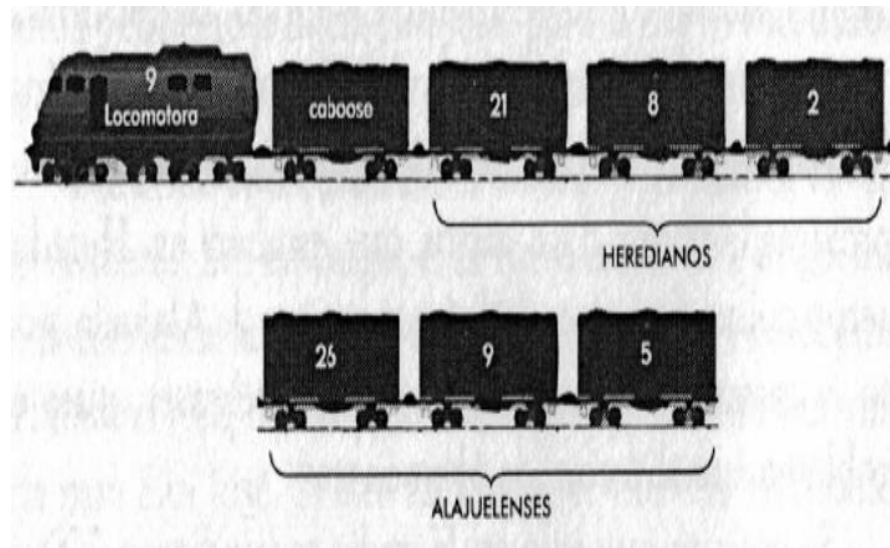 9
Locomotora caboose 21 8 2
HEREDIANOS
26 9 5
ALAJUELENSES